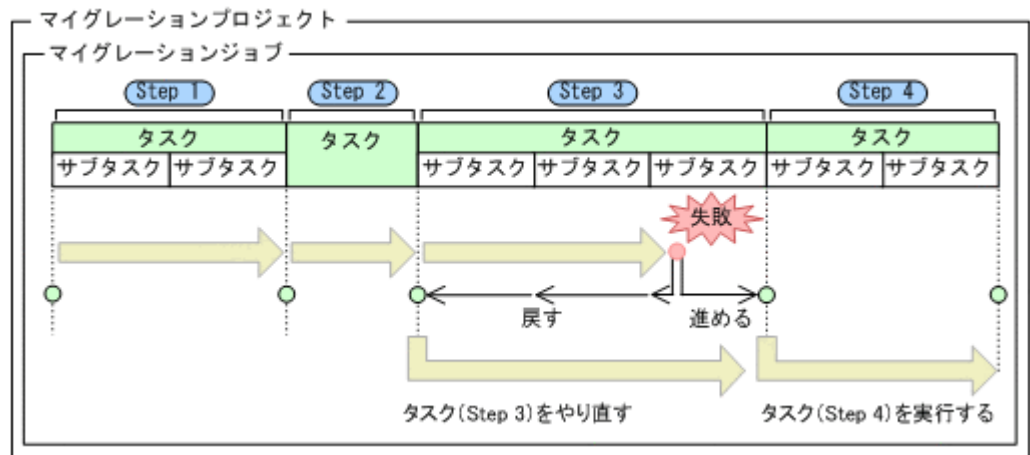 マイグレーションプロジェクト
マイグレーションジョブ
Step 1 Step 2 Step 3 Step 4
タスク タスク タスク タスク
サブタスク サブタスク サブタスク サブタスク サブタスク サブタスク サブタスク
失敗
戻す 進める
タスク(Step 3)をやり直す タスク(Step 4)を実行する